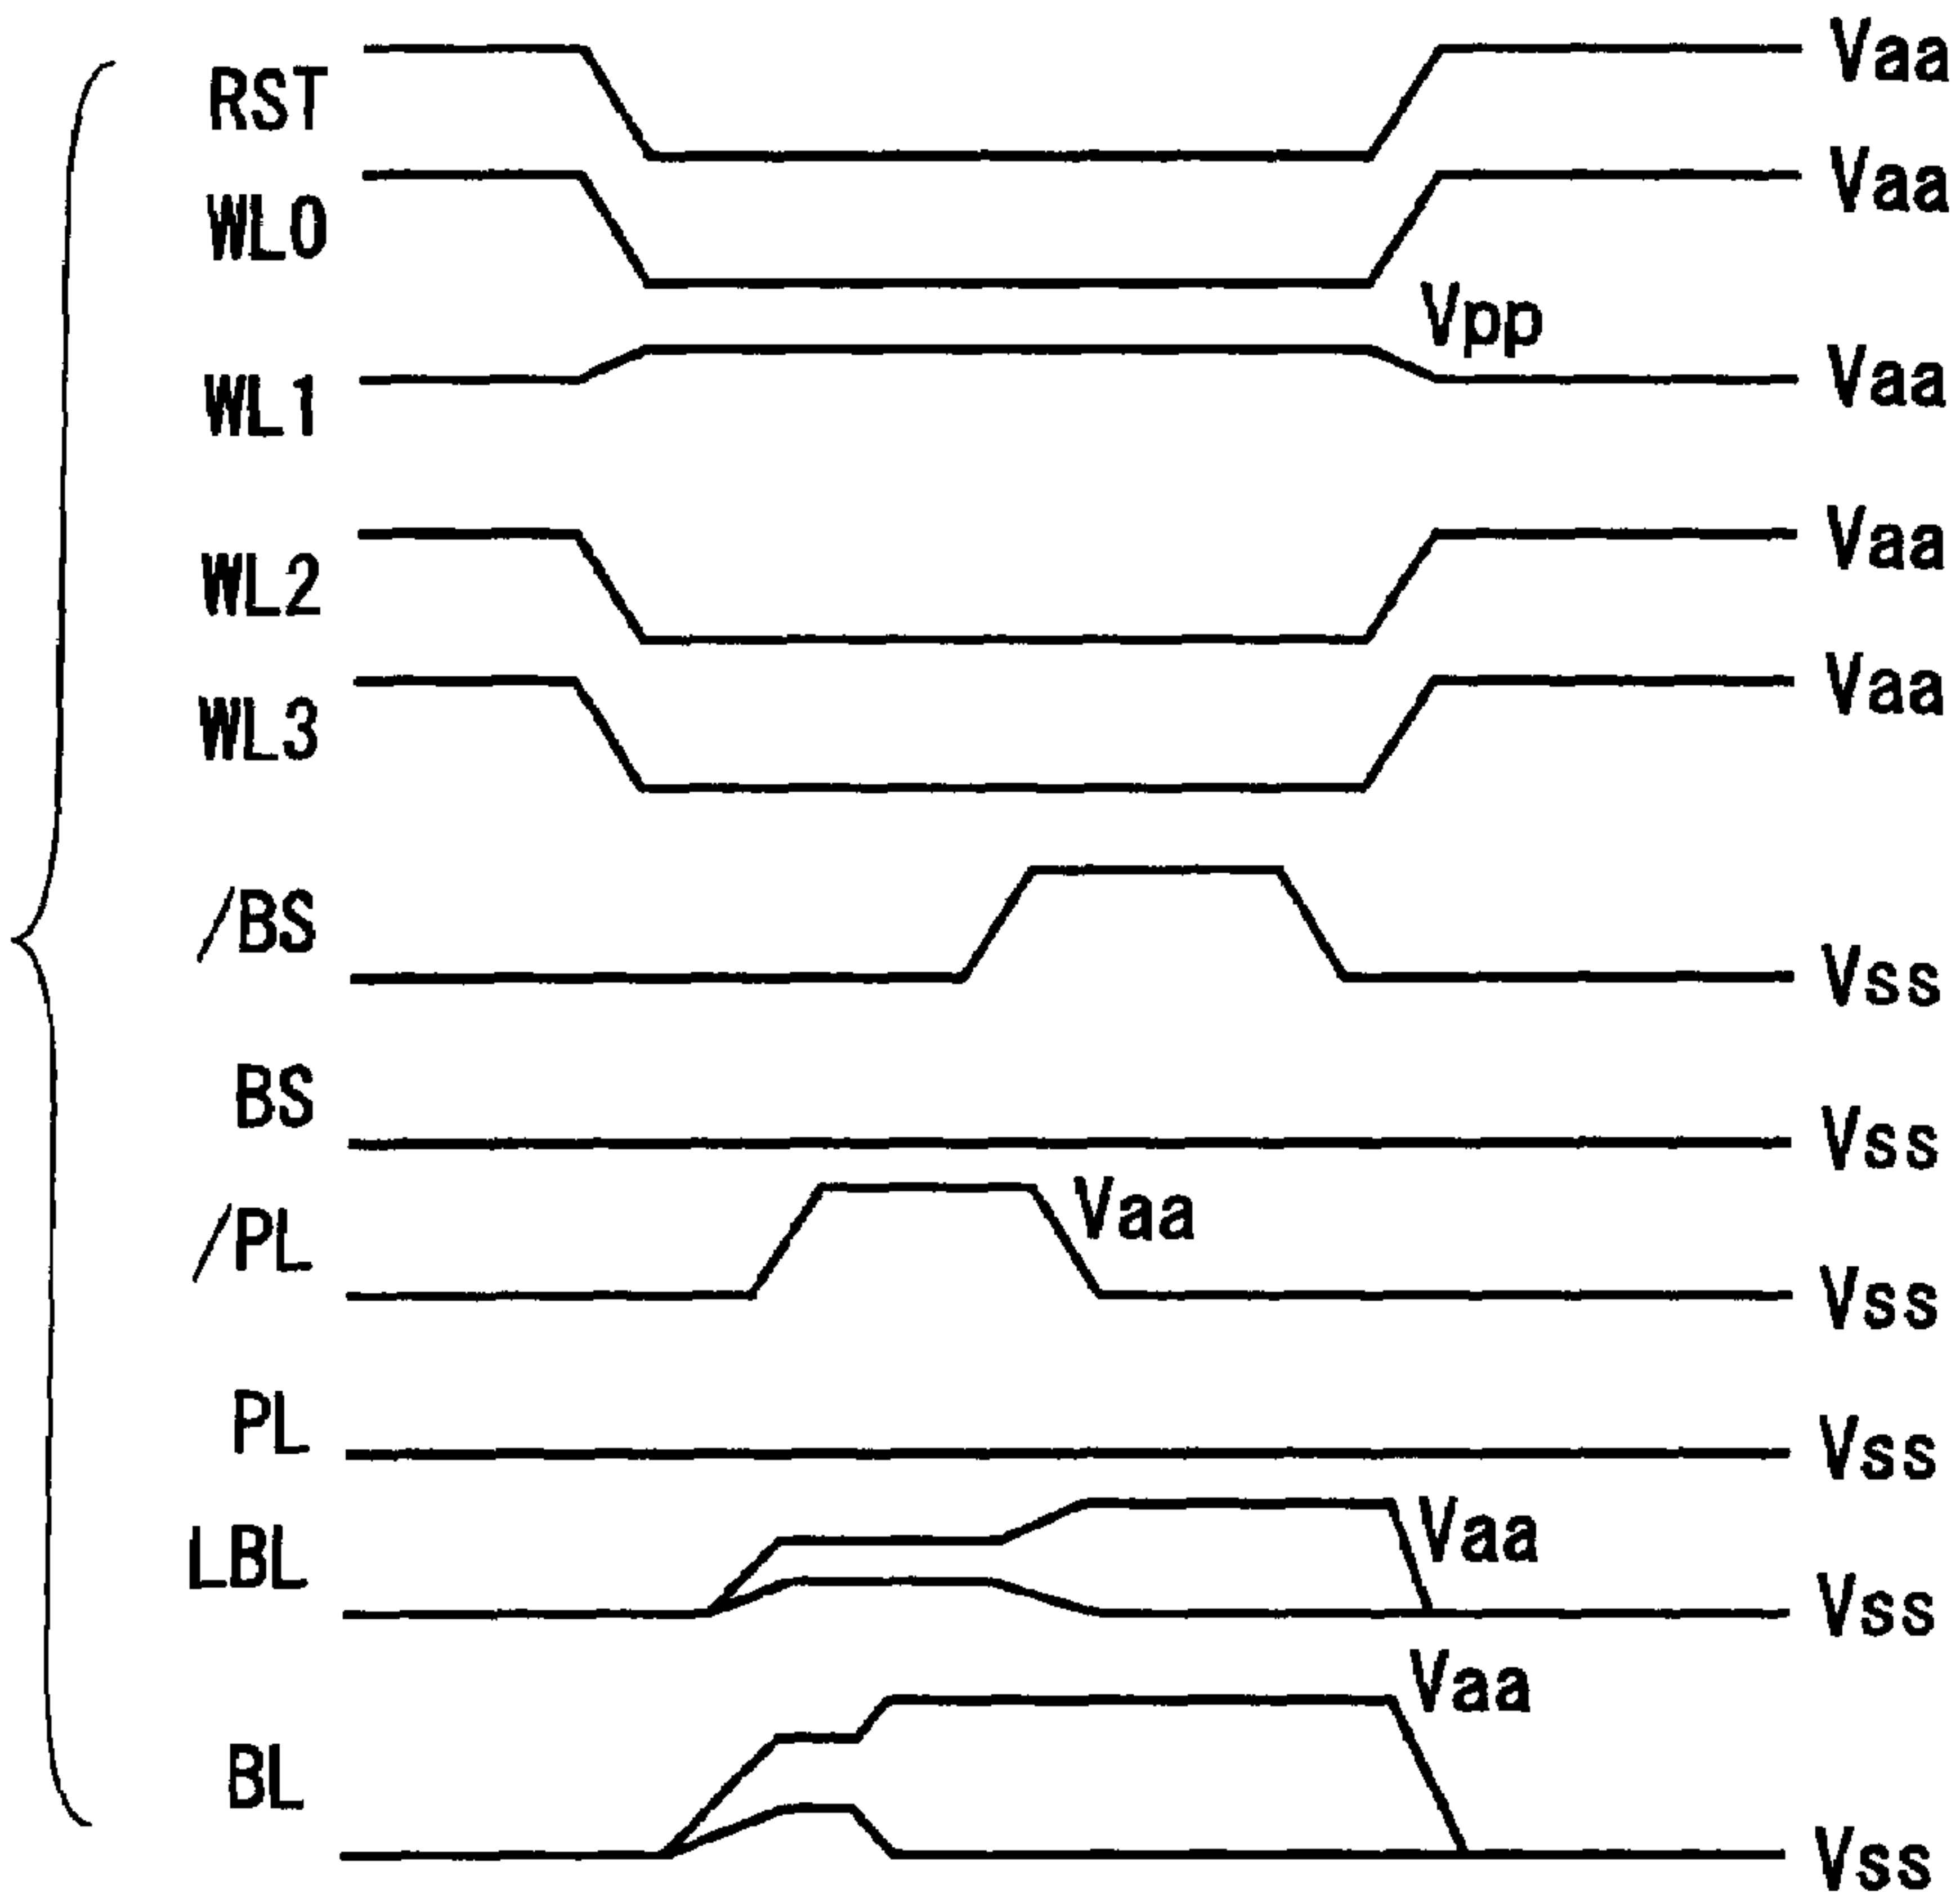 RST Vaa
WL0 Vaa
Vpp
WL1 Vaa
WL2 Vaa
WL3 Vaa
/BS Vss
BS Vss
/PL Vaa Vss
PL Vss
LBL Vaa Vss
Vaa
BL Vss